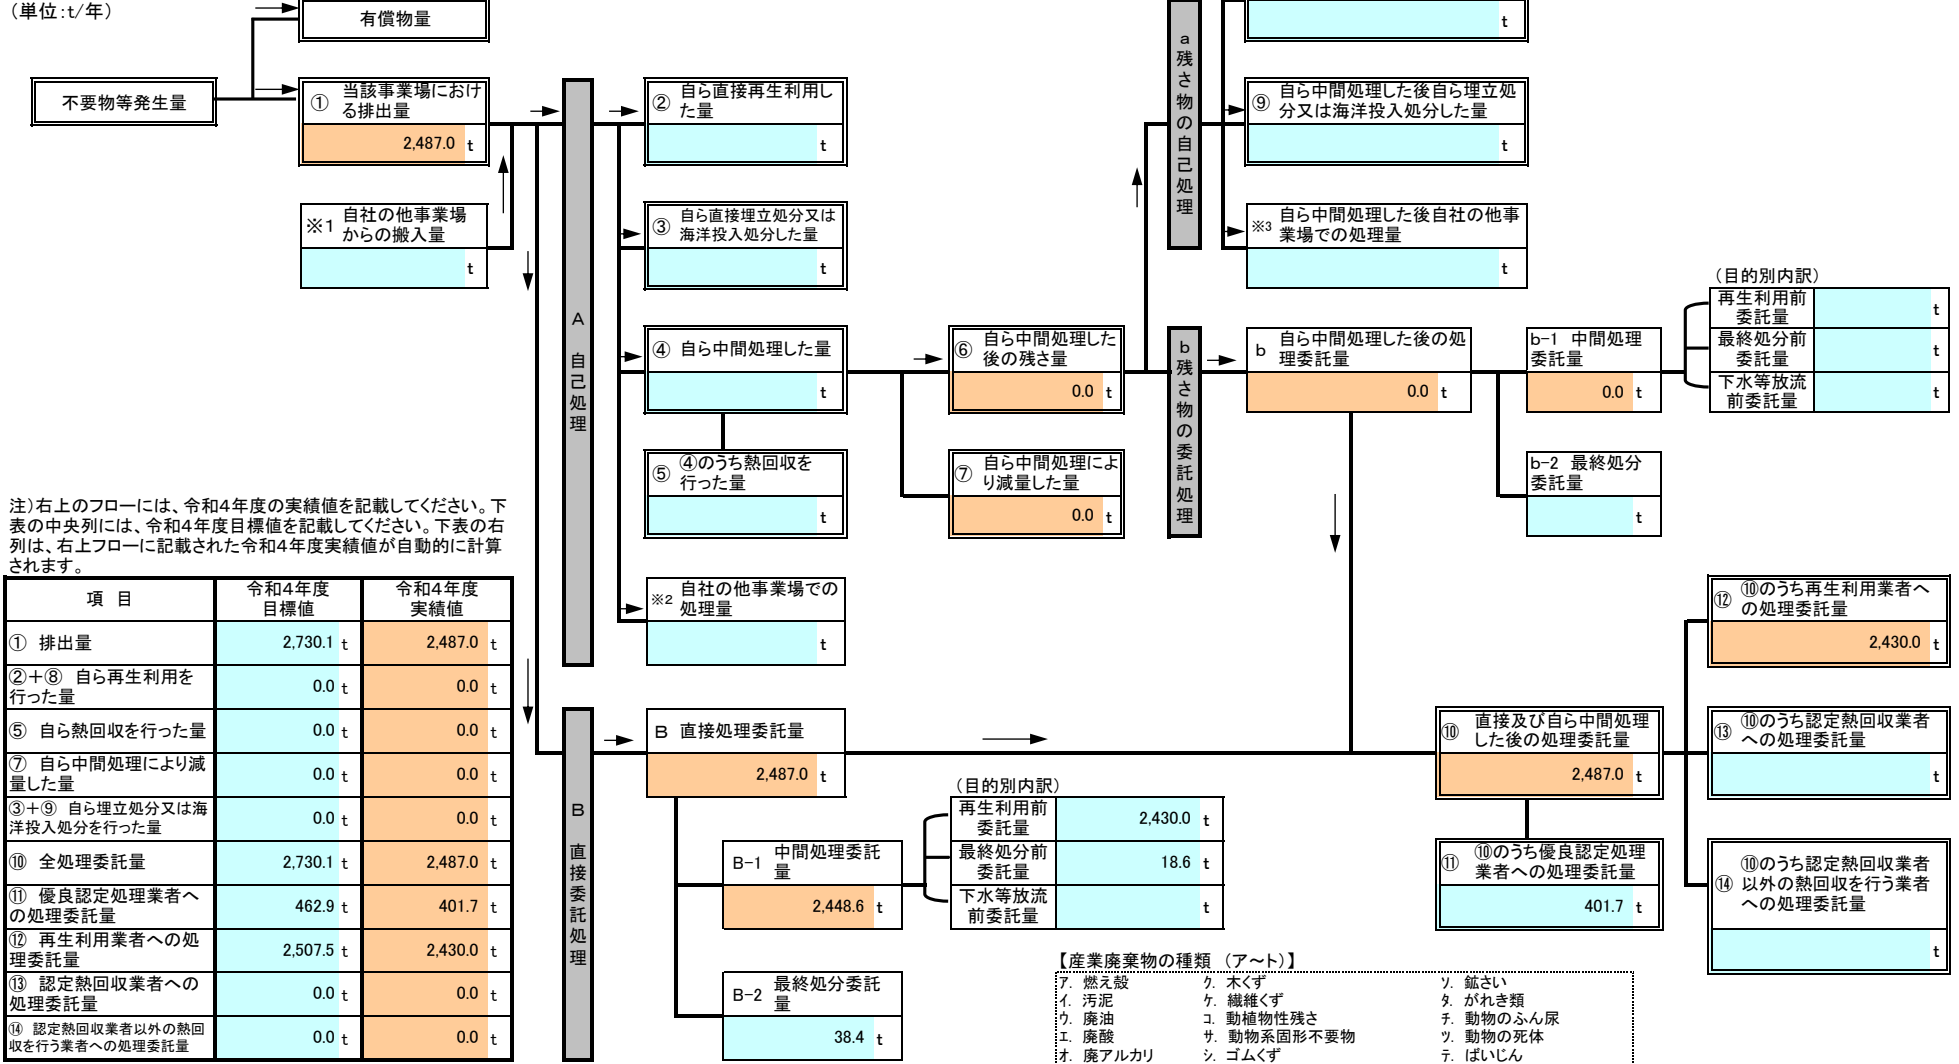 （単位：t/年）
有償物量
不要物等発生量
① 当該事業場におけ
る排出量
2,487.0 t
※1 自社の他事業場
からの搬入量
t
A 自己処理
② 自ら直接再生利用し
た量
t
③ 自ら直接埋立処分又は
海洋投入処分した量
t
④ 自ら中間処理した量
t
⑤ ④のうち熱回収を
行った量
t
※2 自社の他事業場での
処理量
t
⑥ 自ら中間処理した
後の残さ量
0.0 t
⑦ 自ら中間処理によ
り減量した量
0.0 t
a 残さ物の自己処理
t
⑨ 自ら中間処理した後自ら埋立処
分又は海洋投入処分した量
t
※3 自ら中間処理した後自社の他事
業場での処理量
t
b 残さ物の委託処理
b 自ら中間処理した後の処
理委託量
0.0 t
b-1 中間処理
委託量
0.0 t
b-2 最終処分
委託量
t
（目的別内訳）
再生利用前
委託量
t
最終処分前
委託量
t
下水等放流
前委託量
t
注）右上のフローには、令和４年度の実績値を記載してください。下
表の中央列には、令和４年度目標値を記載してください。下表の右
列は、右上フローに記載された令和４年度実績値が自動的に計算
されます。
項 目 令和４年度
目標値 令和４年度
実績値
① 排出量 2,730.1 t 2,487.0 t
②＋⑧ 自ら再生利用を
行った量 0.0 t 0.0 t
⑤ 自ら熱回収を行った量 0.0 t 0.0 t
⑦ 自ら中間処理により減
量した量 0.0 t 0.0 t
③＋⑨ 自ら埋立処分又は海
洋投入処分を行った量 0.0 t 0.0 t
⑩ 全処理委託量 2,730.1 t 2,487.0 t
⑪ 優良認定処理業者へ
の処理委託量 462.9 t 401.7 t
⑫ 再生利用業者への処
理委託量 2,507.5 t 2,430.0 t
⑬ 認定熱回収業者への
処理委託量 0.0 t 0.0 t
⑭ 認定熱回収業者以外の熱回
収を行う業者への処理委託量 0.0 t 0.0 t
B 直接委託処理
B 直接処理委託量
2,487.0 t
B-1 中間処理委託
量
2,448.6 t
B-2 最終処分委託
量
38.4 t
（目的別内訳）
再生利用前
委託量
2,430.0 t
最終処分前
委託量
18.6 t
下水等放流
前委託量
t
⑩ 直接及び自ら中間処理
した後の処理委託量
2,487.0 t
⑪ ⑩のうち優良認定処理
業者への処理委託量
401.7 t
⑫ ⑩のうち再生利用業者へ
の処理委託量
2,430.0 t
⑬ ⑩のうち認定熱回収業者
への処理委託量
t
⑭ ⑩のうち認定熱回収業者
以外の熱回収を行う業者
への処理委託量
t
【産業廃棄物の種類 （ア～ト）】
ア. 燃え殻 ク. 木くず ソ. 鉱さい
イ. 汚泥 ケ. 繊維くず タ. がれき類
ウ. 廃油 コ. 動植物性残さ チ. 動物のふん尿
エ. 廃酸 サ. 動物系固形不要物 ツ. 動物の死体
オ. 廃アルカリ シ. ゴムくず テ. ばいじん